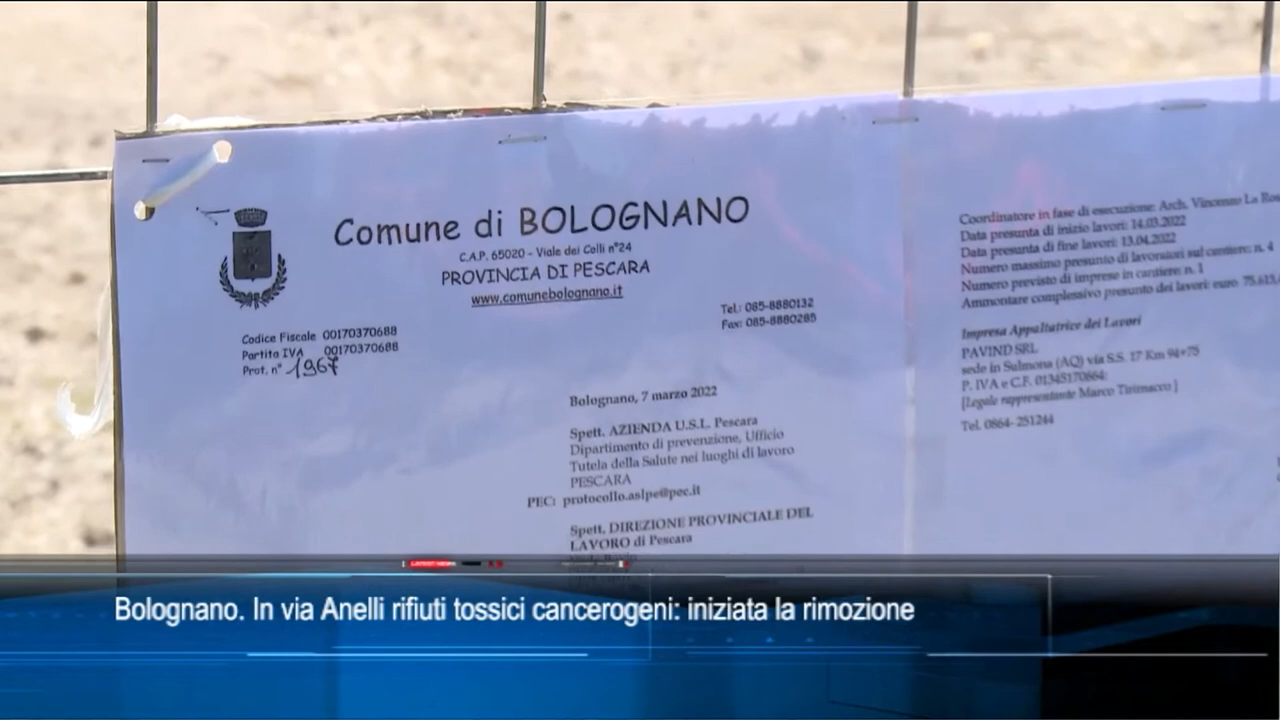 Comune di BOLOGNANO
C.A.P. 65020 - Viale dei Colli n°24
PROVINCIA DI PESCARA
www.comunebolognano.it
Tel.: 085-8880132
Fax: 085-8880285
Codice Fiscale 00170370688
Partita IVA 00170370688
Prot. n° 1967
Bolognano, 7 marzo 2022
Spett. AZIENDA U.S.L. Pescara
Dipartimento di prevenzione, Ufficio
Tutela della Salute nei luoghi di lavoro
PESCARA
PEC: protocollo.aslpe@pec.it
Spett. DIREZIONE PROVINCIALE DEL
LAVORO di Pescara
Coordinatore in fase di esecuzione: Arch. Vincenzo La
Data presunta di inizio lavori: 14.03.2022
Data presunta di fine lavori: 13.04.2022
Numero massimo presunto di lavoratori sul cantiere: n. 4
Numero previsto di imprese in cantiere: n. 1
Ammontare complessivo presunto dei lavori: euro 75.613,
Impresa Appaltatrice dei Lavori
PAVIND SRL
sede in Sulmona (AQ) via S.S. 17 Km 94+75
P. IVA e C.F. 01345170664;
[Legale rappresentante Marco Tirimacco]
Tel. 0864- 251244
LATEST NEWS
Bolognano. In via Anelli rifiuti tossici cancerogeni: iniziata la rimozione